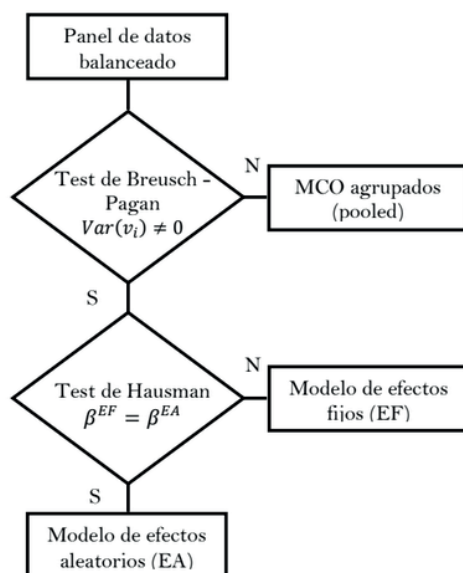 Panel de datos
balanceado
Test de Breusch –
Pagan
Var(vᵢ) ≠ 0
N
MCO agrupados
(pooled)
S
Test de Hausman
β^EF = β^EA
N
Modelo de efectos
fijos (EF)
S
Modelo de efectos
aleatorios (EA)